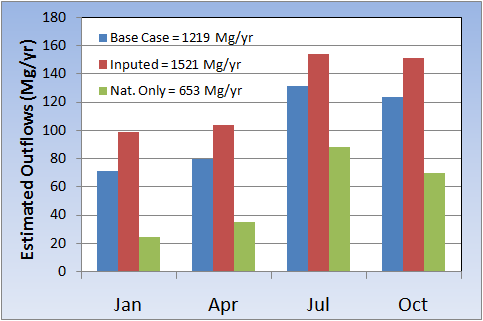 Estimated Outflows (Mg/yr)
180
160
140
120
100
80
60
40
20
0
Base Case = 1219 Mg/yr
Inputed = 1521 Mg/yr
Nat. Only = 653 Mg/yr
Jan Apr Jul Oct